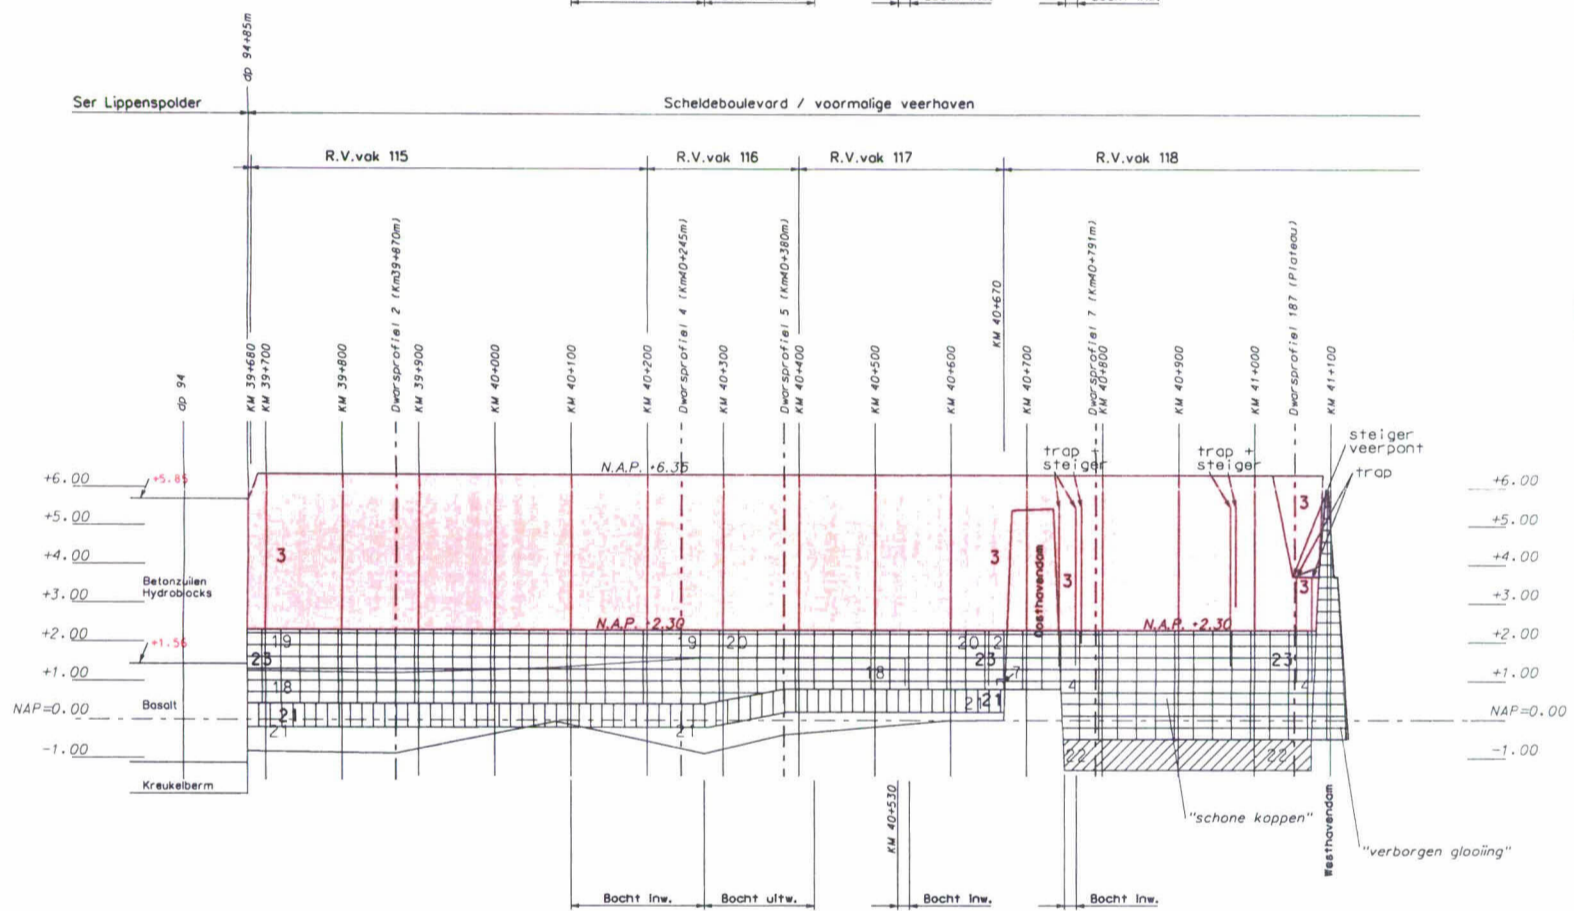 dp 94+85m
Ser Lippenspolder
Scheldeboulevard / voormalige veerhaven
R.V.vak 115
R.V.vak 116
R.V.vak 117
R.V.vak 118
dp 94
KM 39+680
KM 39+700
KM 39+800
Dwarsprofiel 2 (Km39+870m)
KM 39+900
KM 40+000
KM 40+100
KM 40+200
Dwarsprofiel 4 (Km40+245m)
KM 40+300
Dwarsprofiel 5 (Km40+380m)
KM 40+400
KM 40+500
KM 40+600
KM 40+670
KM 40+700
Dwarsprofiel 7 (Km40+791m)
KM 40+800
KM 40+900
KM 41+000
Dwarsprofiel 187 (Plateau)
KM 41+100
steiger
veerpont
trap
trap +
steiger
trap +
steiger
N.A.P. +6.35
+6.00
+5.85
+6.00
+5.00
+5.00
+4.00
+4.00
+3.00
+3.00
+2.00
+2.00
+1.56
+1.00
+1.00
NAP=0.00
NAP=0.00
-1.00
-1.00
Betonzuilen
Hydroblocks
Basalt
Kreukelberm
3
3
3
3
3
Oosthavendam
N.A.P. +2.30
N.A.P. +2.30
19
19
20
20
2
23
23
23
18
18
7
4
4
21
21
21
21
21
22
22
KM 40+530
"schone koppen"
"verborgen glooiing"
Westhavendam
Bocht inw.
Bocht uitw.
Bocht inw.
Bocht inw.